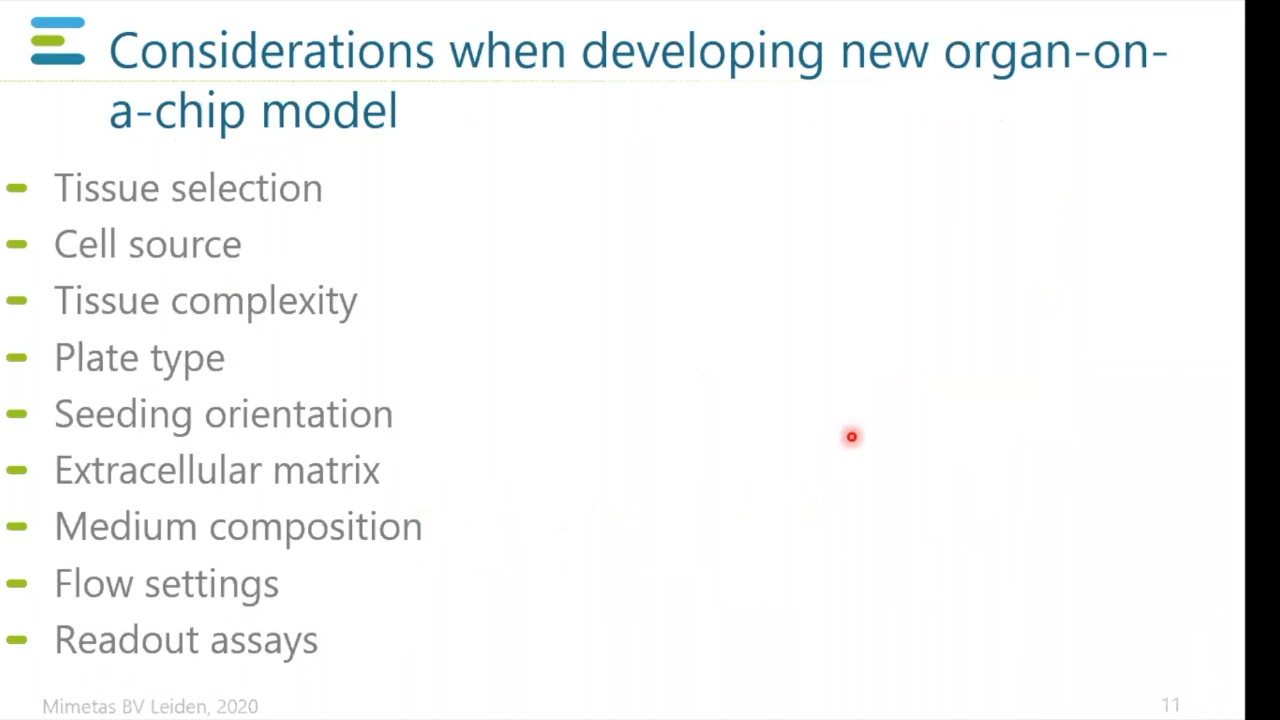 Considerations when developing new organ-on-
a-chip model
Tissue selection
Cell source
Tissue complexity
Plate type
Seeding orientation
Extracellular matrix
Medium composition
Flow settings
Readout assays
Mimetas BV Leiden, 2020
11